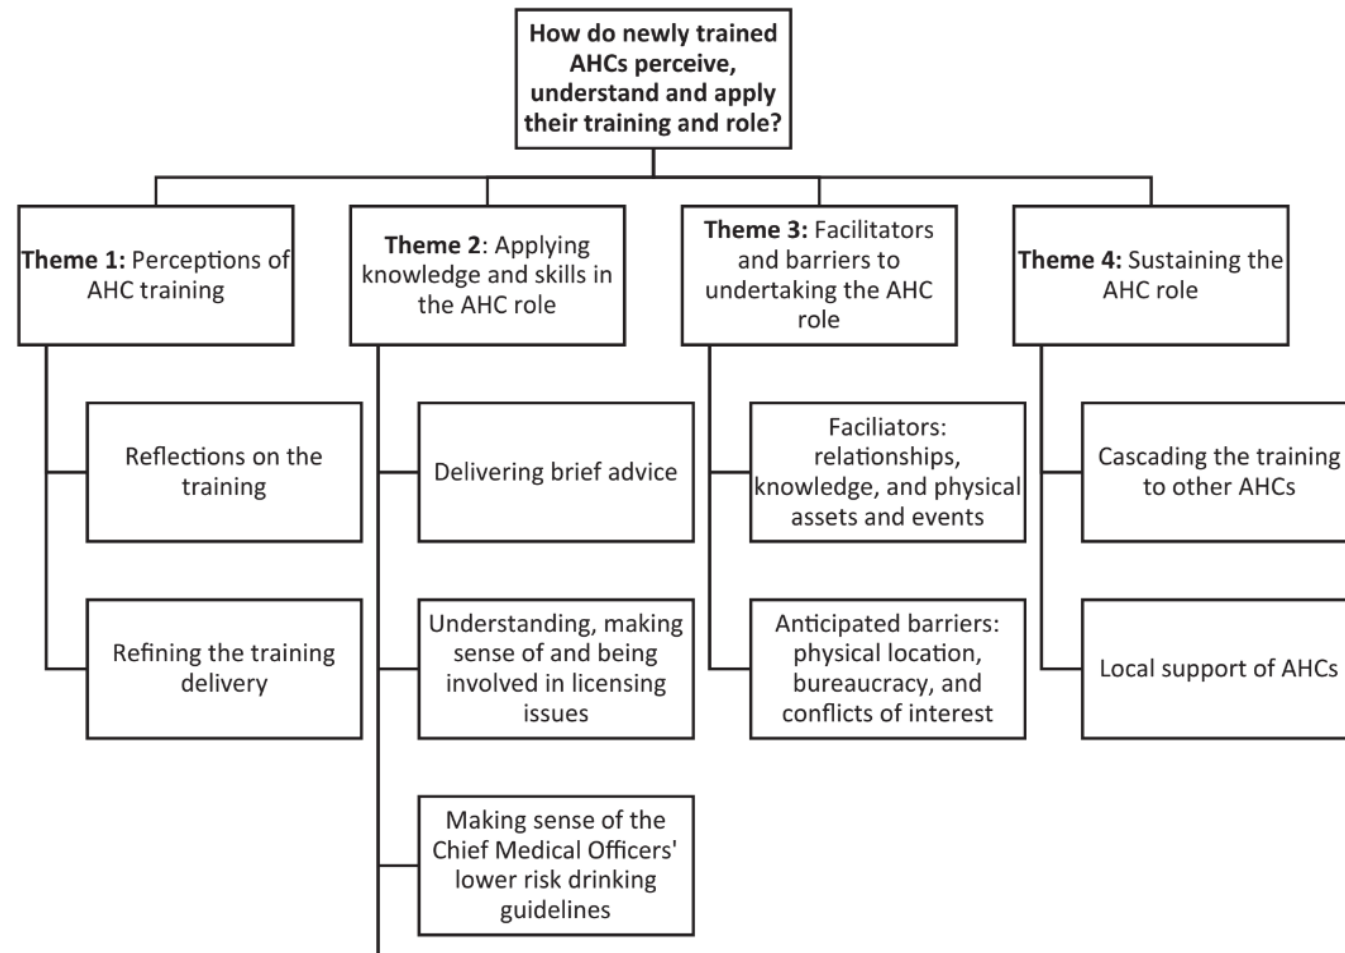 How do newly trained
AHCs perceive,
understand and apply
their training and role?
Theme 1: Perceptions of
AHC training
Reflections on the
training
Refining the training
delivery
Theme 2: Applying
knowledge and skills in
the AHC role
Delivering brief advice
Understanding, making
sense of and being
involved in licensing
issues
Making sense of the
Chief Medical Officers'
lower risk drinking
guidelines
Theme 3: Facilitators
and barriers to
undertaking the AHC
role
Faciliators:
relationships,
knowledge, and physical
assets and events
Anticipated barriers:
physical location,
bureaucracy, and
conflicts of interest
Theme 4: Sustaining the
AHC role
Cascading the training
to other AHCs
Local support of AHCs